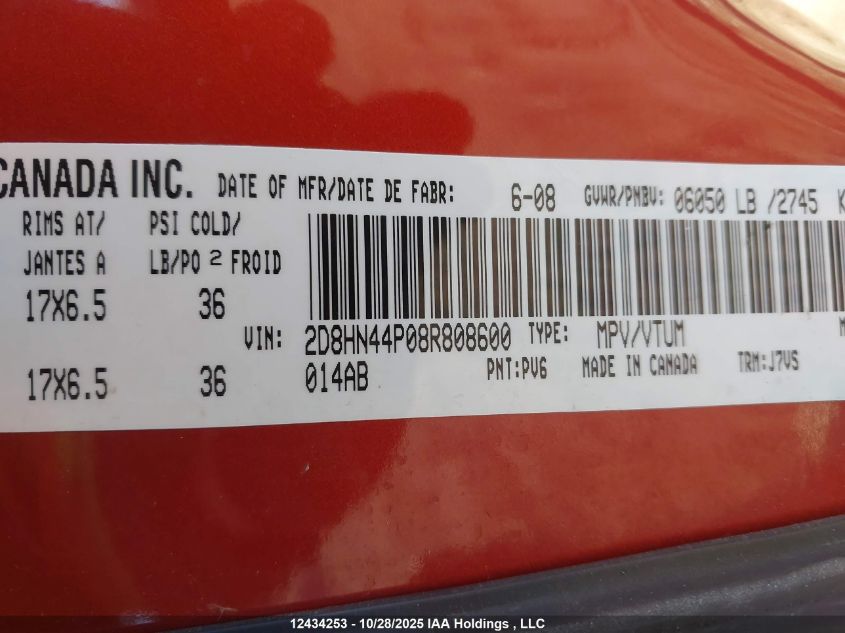 CANADA INC. DATE OF MFR/DATE DE FABR: 6-08 GVWR/PNBV: 06050 LB /2745 K
RIMS AT/ PSI COLD/
JANTES A LB/PO 2 FROID
17X6.5 36
VIN: 2D8HN44P08R808600 TYPE: MPV/VTUM M
17X6.5 36 014AB PNT:PV6 MADE IN CANADA TRM:J7VS
12434253 - 10/28/2025 IAA Holdings , LLC